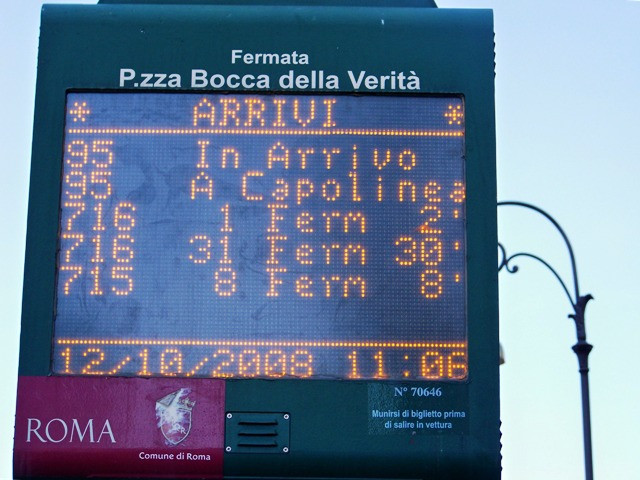 Fermata
P.zza Bocca della Verità
* ARRIVI *
95 In Arrivo
95 A Capolinea
716 1 Ferm 2'
716 31 Ferm 30'
715 8 Ferm 8'
12/10/2008 11:06
ROMA
Comune di Roma
N° 70646
Munirsi di biglietto prima
di salire in vettura